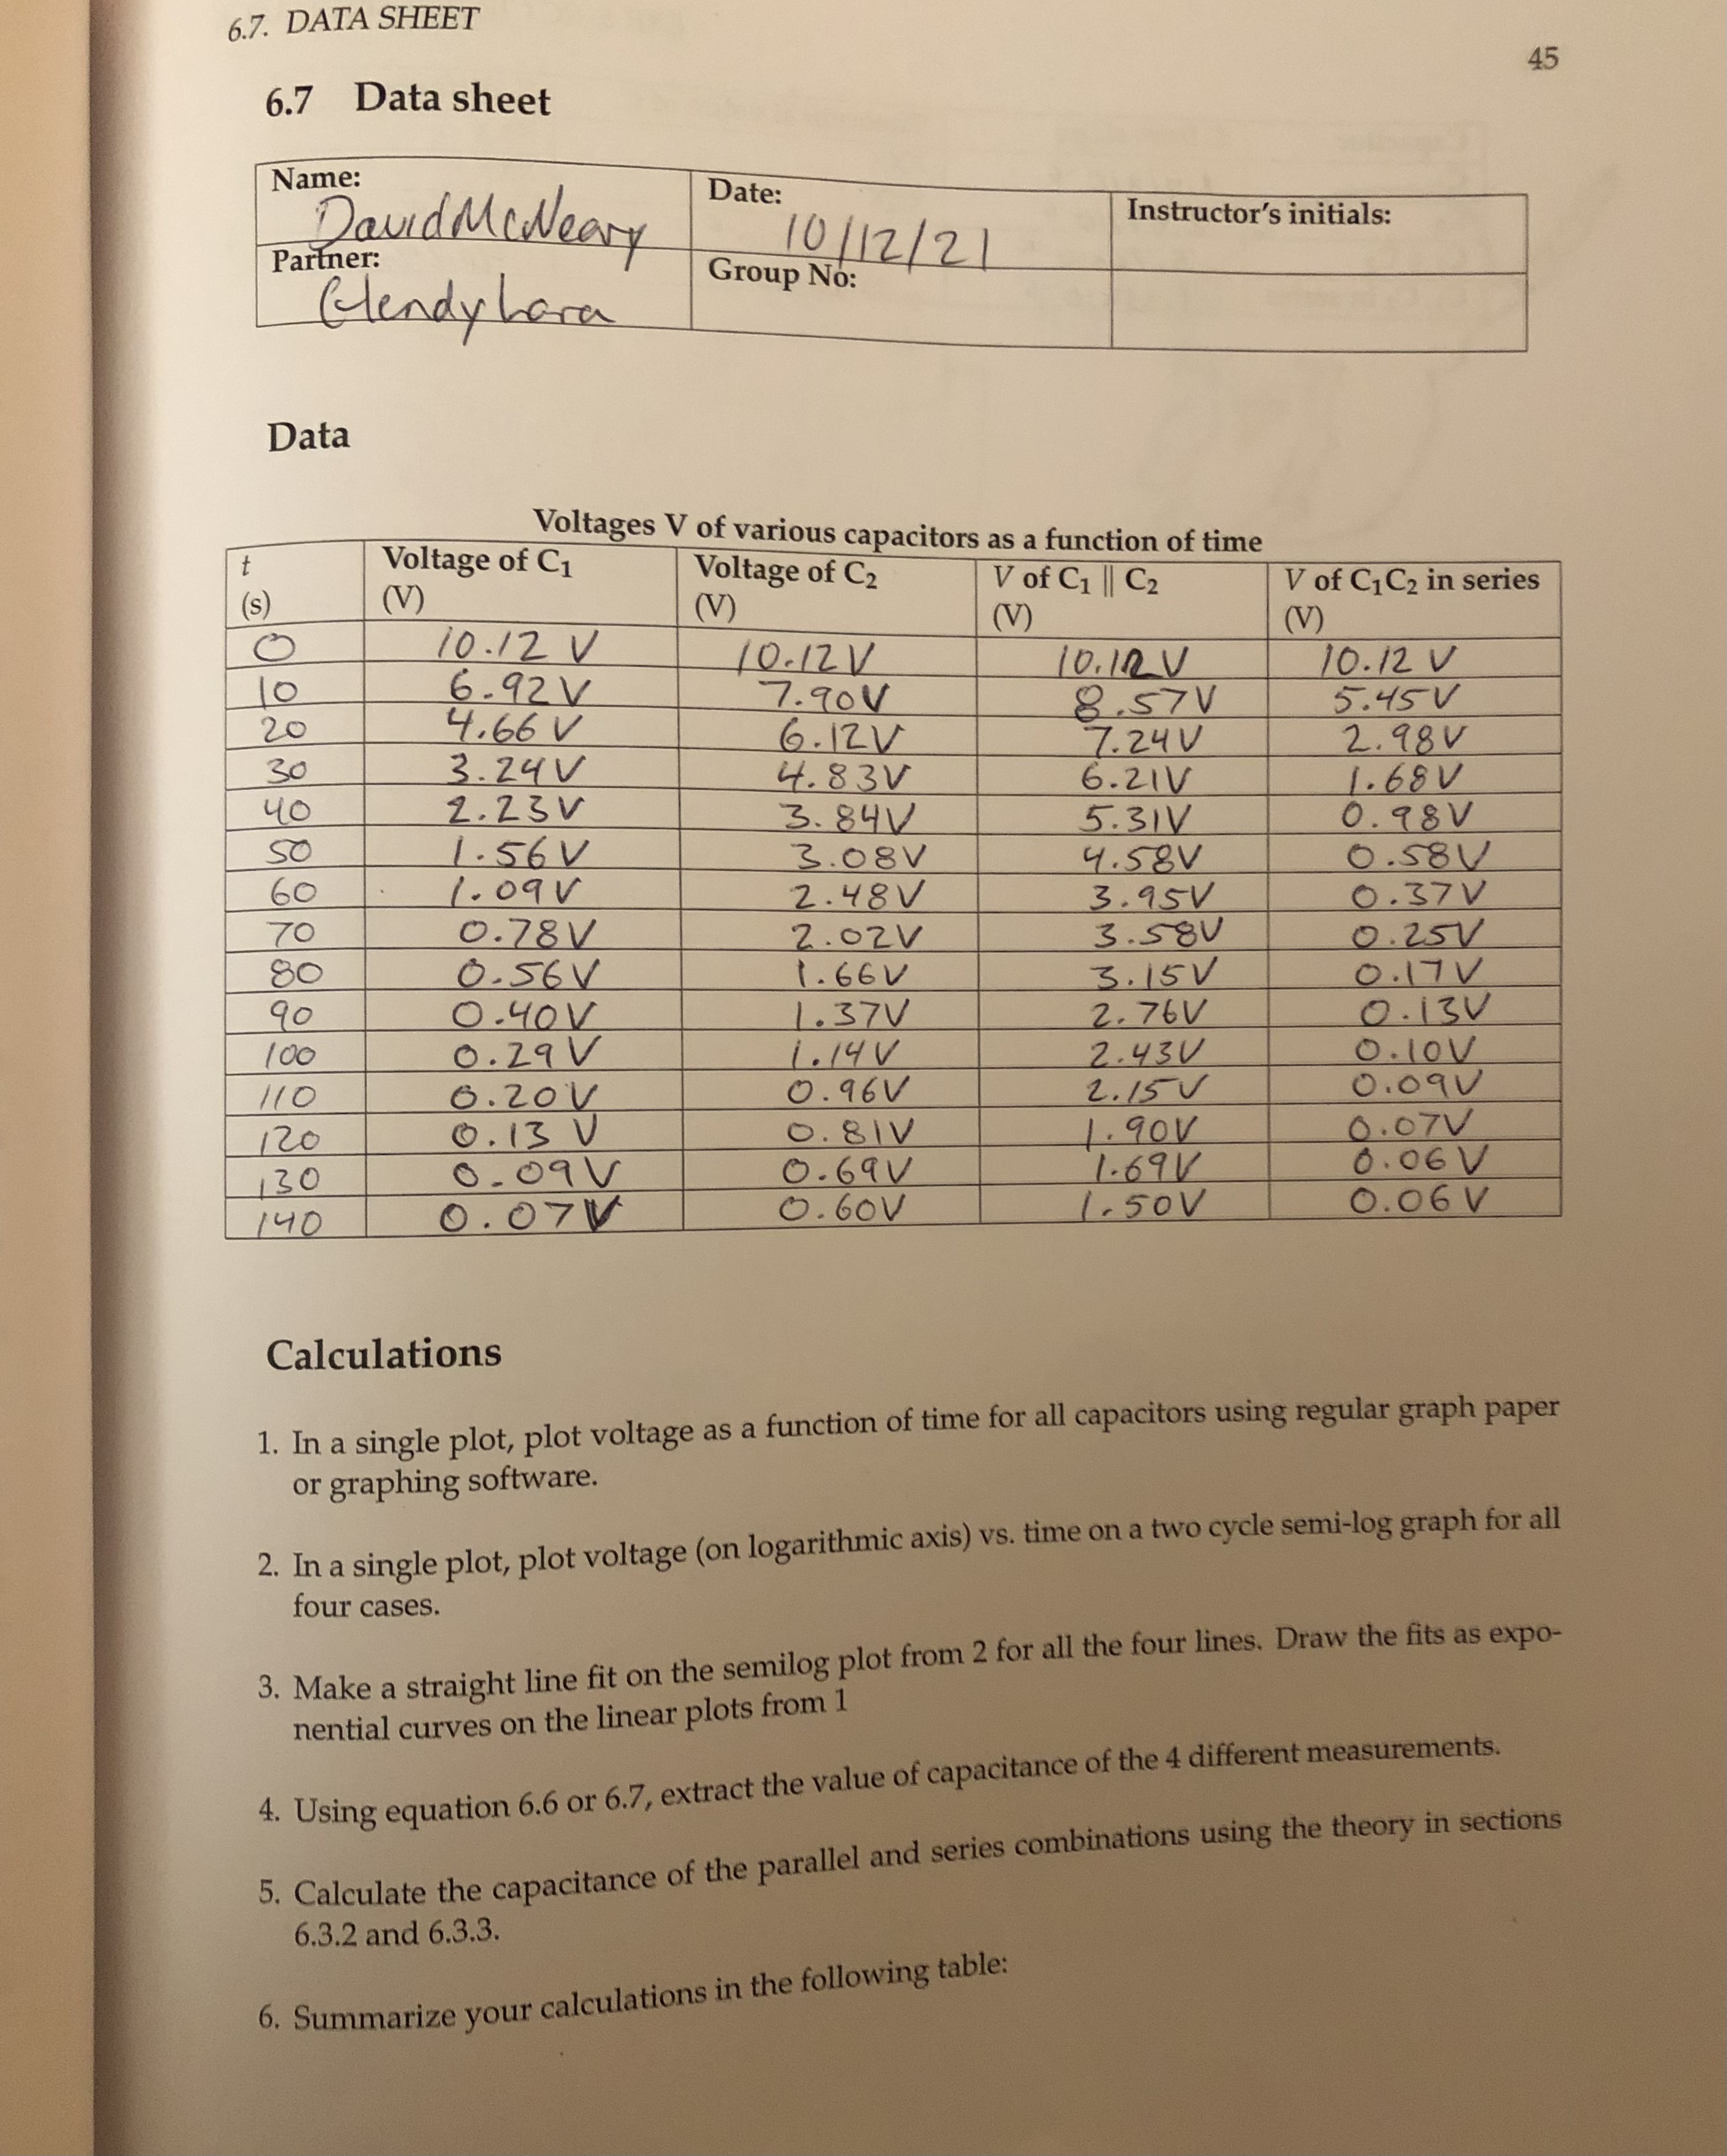 6.7. DATA SHEET
45
6.7 Data sheet
Name: David McNeary
Date: 10/12/21
Instructor's initials:
Partner: Glendy Lara
Group No:
Data
Voltages V of various capacitors as a function of time
t (s) Voltage of C₁ (V) Voltage of C₂ (V) V of C₁ || C₂ (V) V of C₁C₂ in series (V)
0 10.12 V 10.12V 10.12V 10.12 V
10 6.92V 7.90V 8.57V 5.45V
20 4.66 V 6.12V 7.24V 2.98V
30 3.24V 4.83V 6.21V 1.68V
40 2.23V 3.84V 5.31V 0.98V
50 1.56V 3.08V 4.58V 0.58V
60 1.09V 2.48V 3.95V 0.37V
70 0.78V 2.02V 3.58V 0.25V
80 0.56V 1.66V 3.15V 0.17V
90 0.40V 1.37V 2.76V 0.13V
100 0.29V 1.14V 2.43V 0.10V
110 0.20V 0.96V 2.15V 0.09V
120 0.13 V 0.81V 1.90V 0.07V
130 0.09V 0.69V 1.69V 0.06V
140 0.07V 0.60V 1.50V 0.06V
Calculations
1. In a single plot, plot voltage as a function of time for all capacitors using regular graph paper
or graphing software.
2. In a single plot, plot voltage (on logarithmic axis) vs. time on a two cycle semi-log graph for all
four cases.
3. Make a straight line fit on the semilog plot from 2 for all the four lines. Draw the fits as expo-
nential curves on the linear plots from 1
4. Using equation 6.6 or 6.7, extract the value of capacitance of the 4 different measurements.
5. Calculate the capacitance of the parallel and series combinations using the theory in sections
6.3.2 and 6.3.3.
6. Summarize your calculations in the following table: